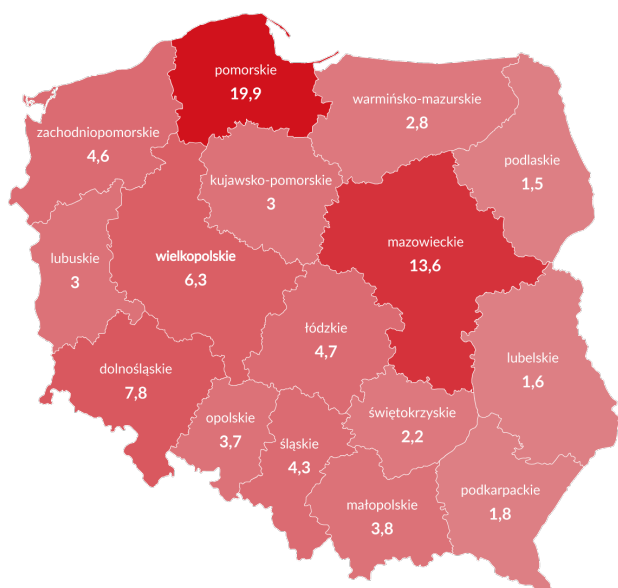 pomorskie
19,9
warmińsko-mazurskie
2,8
zachodniopomorskie
4,6
podlaskie
1,5
kujawsko-pomorskie
3
mazowieckie
13,6
lubuskie
3
wielkopolskie
6,3
łódzkie
4,7
lubelskie
1,6
dolnośląskie
7,8
świętokrzyskie
2,2
opolskie
3,7
śląskie
4,3
małopolskie
3,8
podkarpackie
1,8